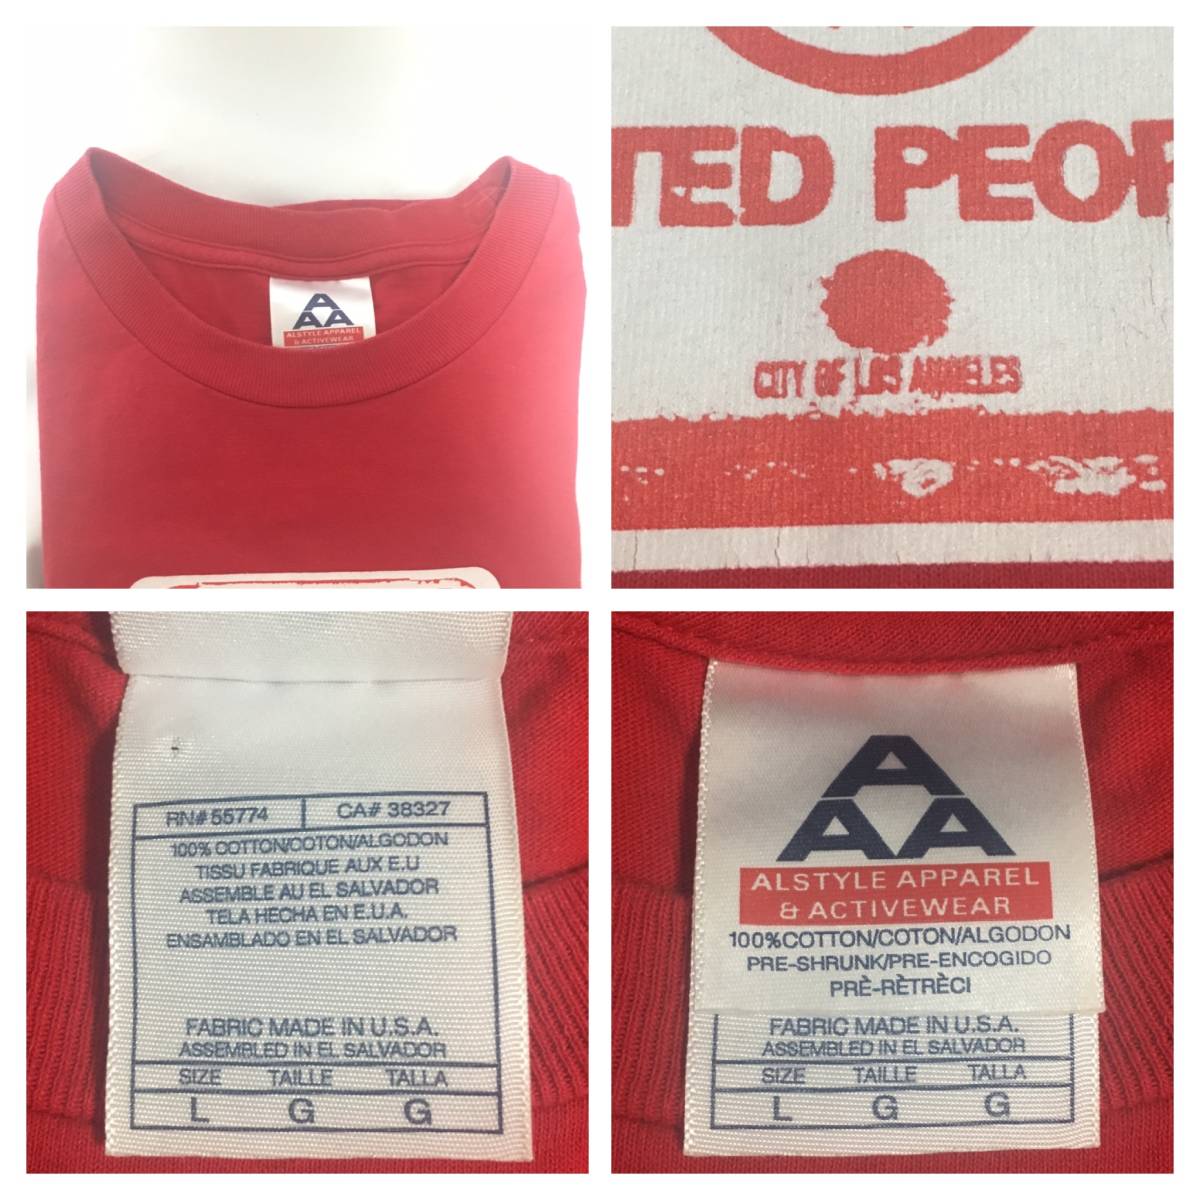 A
AA
ALSTYLE APPAREL
& ACTIVEWEAR
TED PEOP
CITY OF LOS ANGELES
RN# 55774 CA# 38327
100% COTTON/COTON/ALGODON
TISSU FABRIQUE AUX E.U
ASSEMBLE AU EL SALVADOR
TELA HECHA EN E.U.A.
ENSAMBLADO EN EL SALVADOR
FABRIC MADE IN U.S.A.
ASSEMBLED IN EL SALVADOR
SIZE TAILLE TALLA
L G G
A
AA
ALSTYLE APPAREL
& ACTIVEWEAR
100%COTTON/COTON/ALGODON
PRE-SHRUNK/PRE-ENCOGIDO
PRÈ-RÈTRÈCI
FABRIC MADE IN U.S.A.
ASSEMBLED IN EL SALVADOR
SIZE TAILLE TALLA
L G G